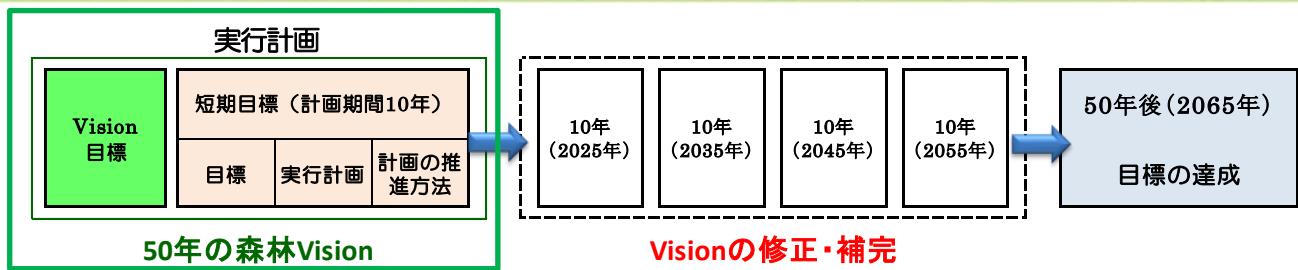 実行計画
Vision
目標
短期目標（計画期間10年）
目標
実行計画
計画の推
進方法
50年の森林Vision
10年
（2025年）
10年
（2035年）
10年
（2045年）
10年
（2055年）
Visionの修正・補完
50年後（2065年）
目標の達成